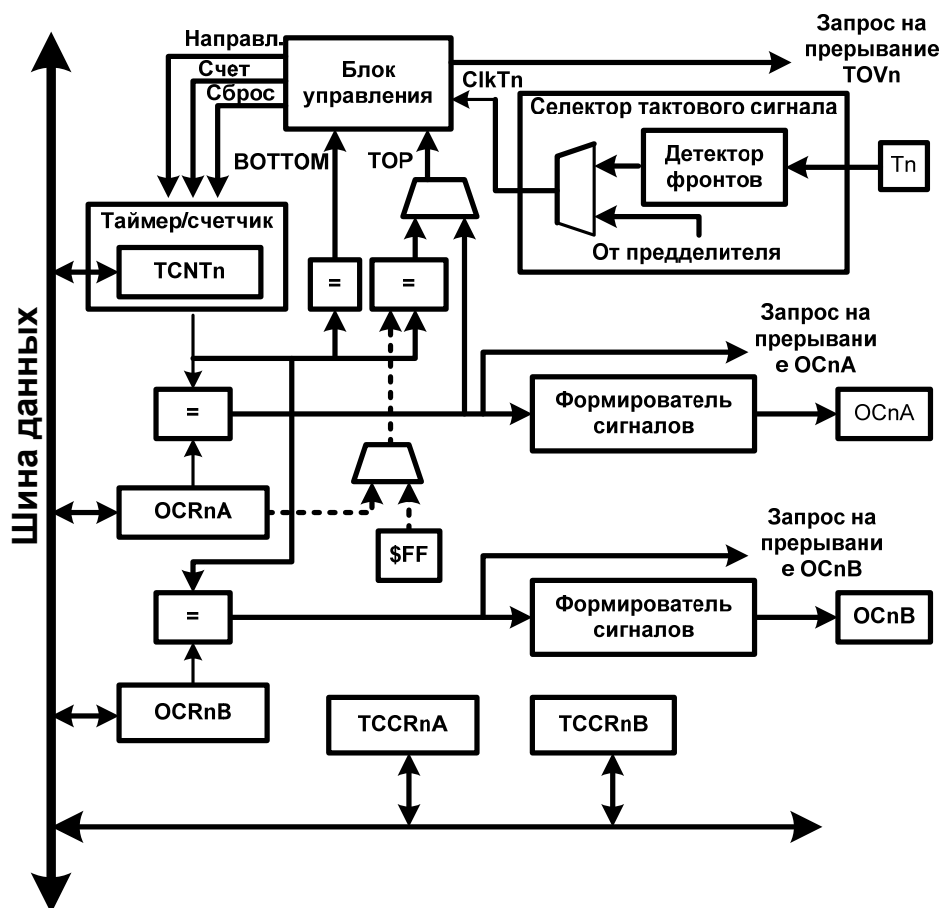 Направл.
Счет
Сброс
Блок
управления
ClkTn
Запрос на
прерывание
TOVn
Селектор тактового сигнала
Детектор
фронтов
Tn
От предделителя
BOTTOM
TOP
Таймер/счетчик
TCNTn
=
=
Запрос на
прерывани
е OCnA
=
Формирователь
сигналов
OCnA
Шина данных
OCRnA
$FF
Запрос на
прерывани
е OCnB
=
Формирователь
сигналов
OCnB
OCRnB
TCCRnA
TCCRnB